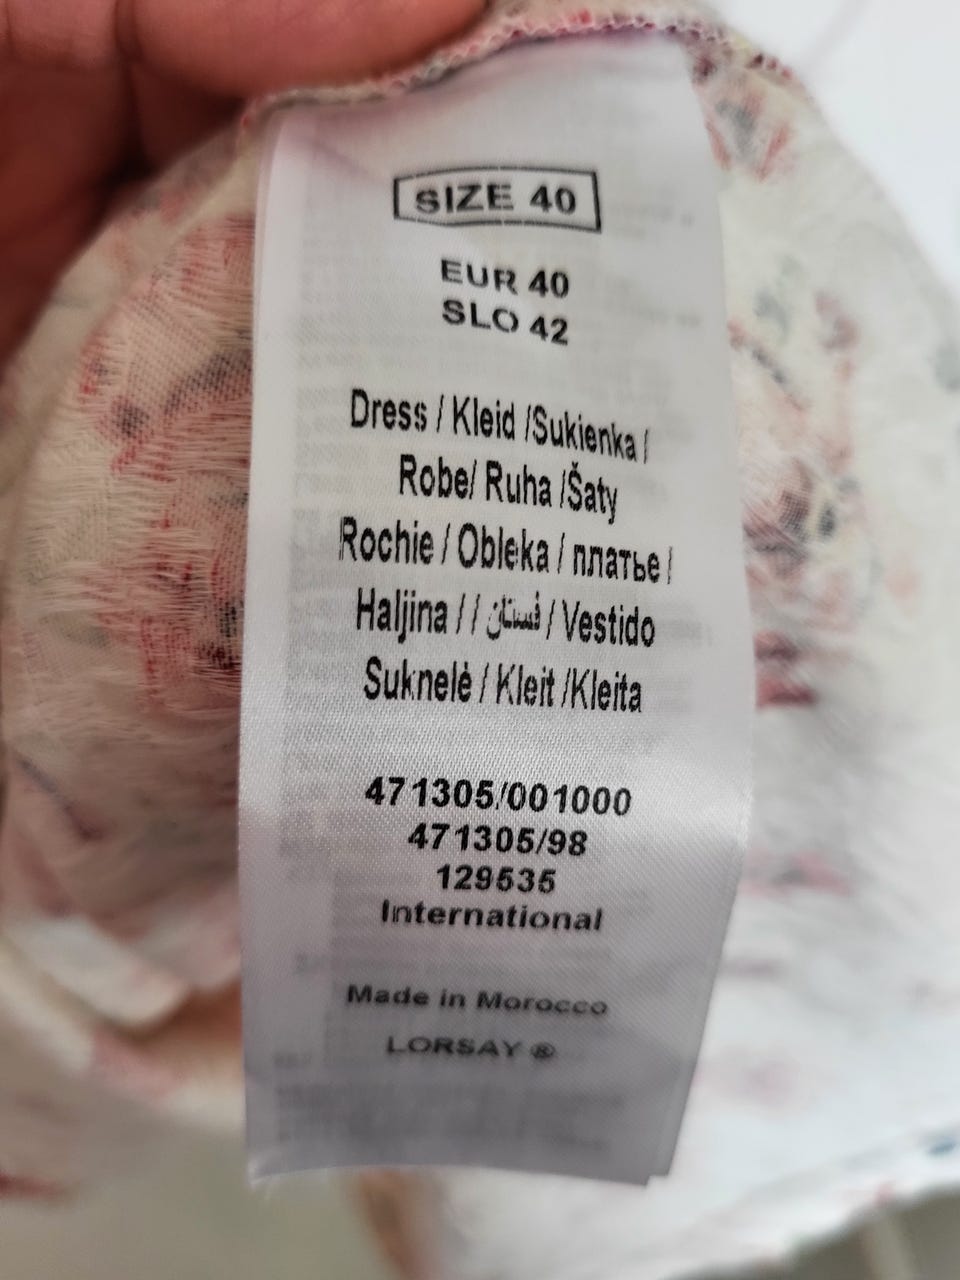 SIZE 40
EUR 40
SLO 42
Dress / Kleid /Sukienka /
Robe/ Ruha /Šaty
Rochie / Obleka / платье /
Haljina / / فستان / Vestido
Suknelė / Kleit /Kleita
471305/001000
471305/98
129535
International
Made in Morocco
LORSAY ®